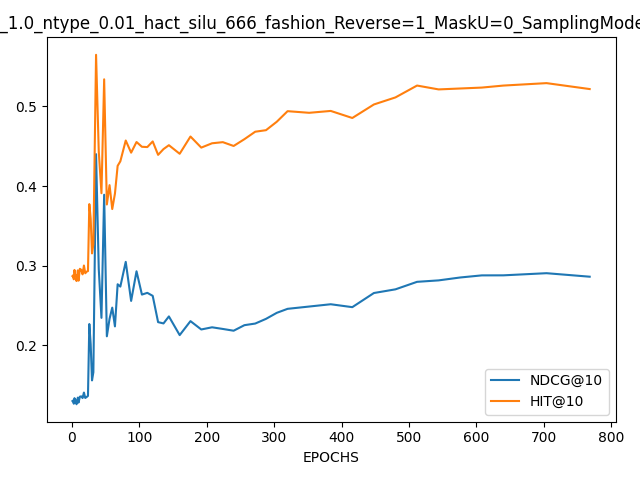 _1.0_ntype_0.01_hact_silu_666_fashion_Reverse=1_MaskU=0_SamplingMode
0.5
0.4
0.3
0.2
NDCG@10
HIT@10
0 100 200 300 400 500 600 700 800
EPOCHS